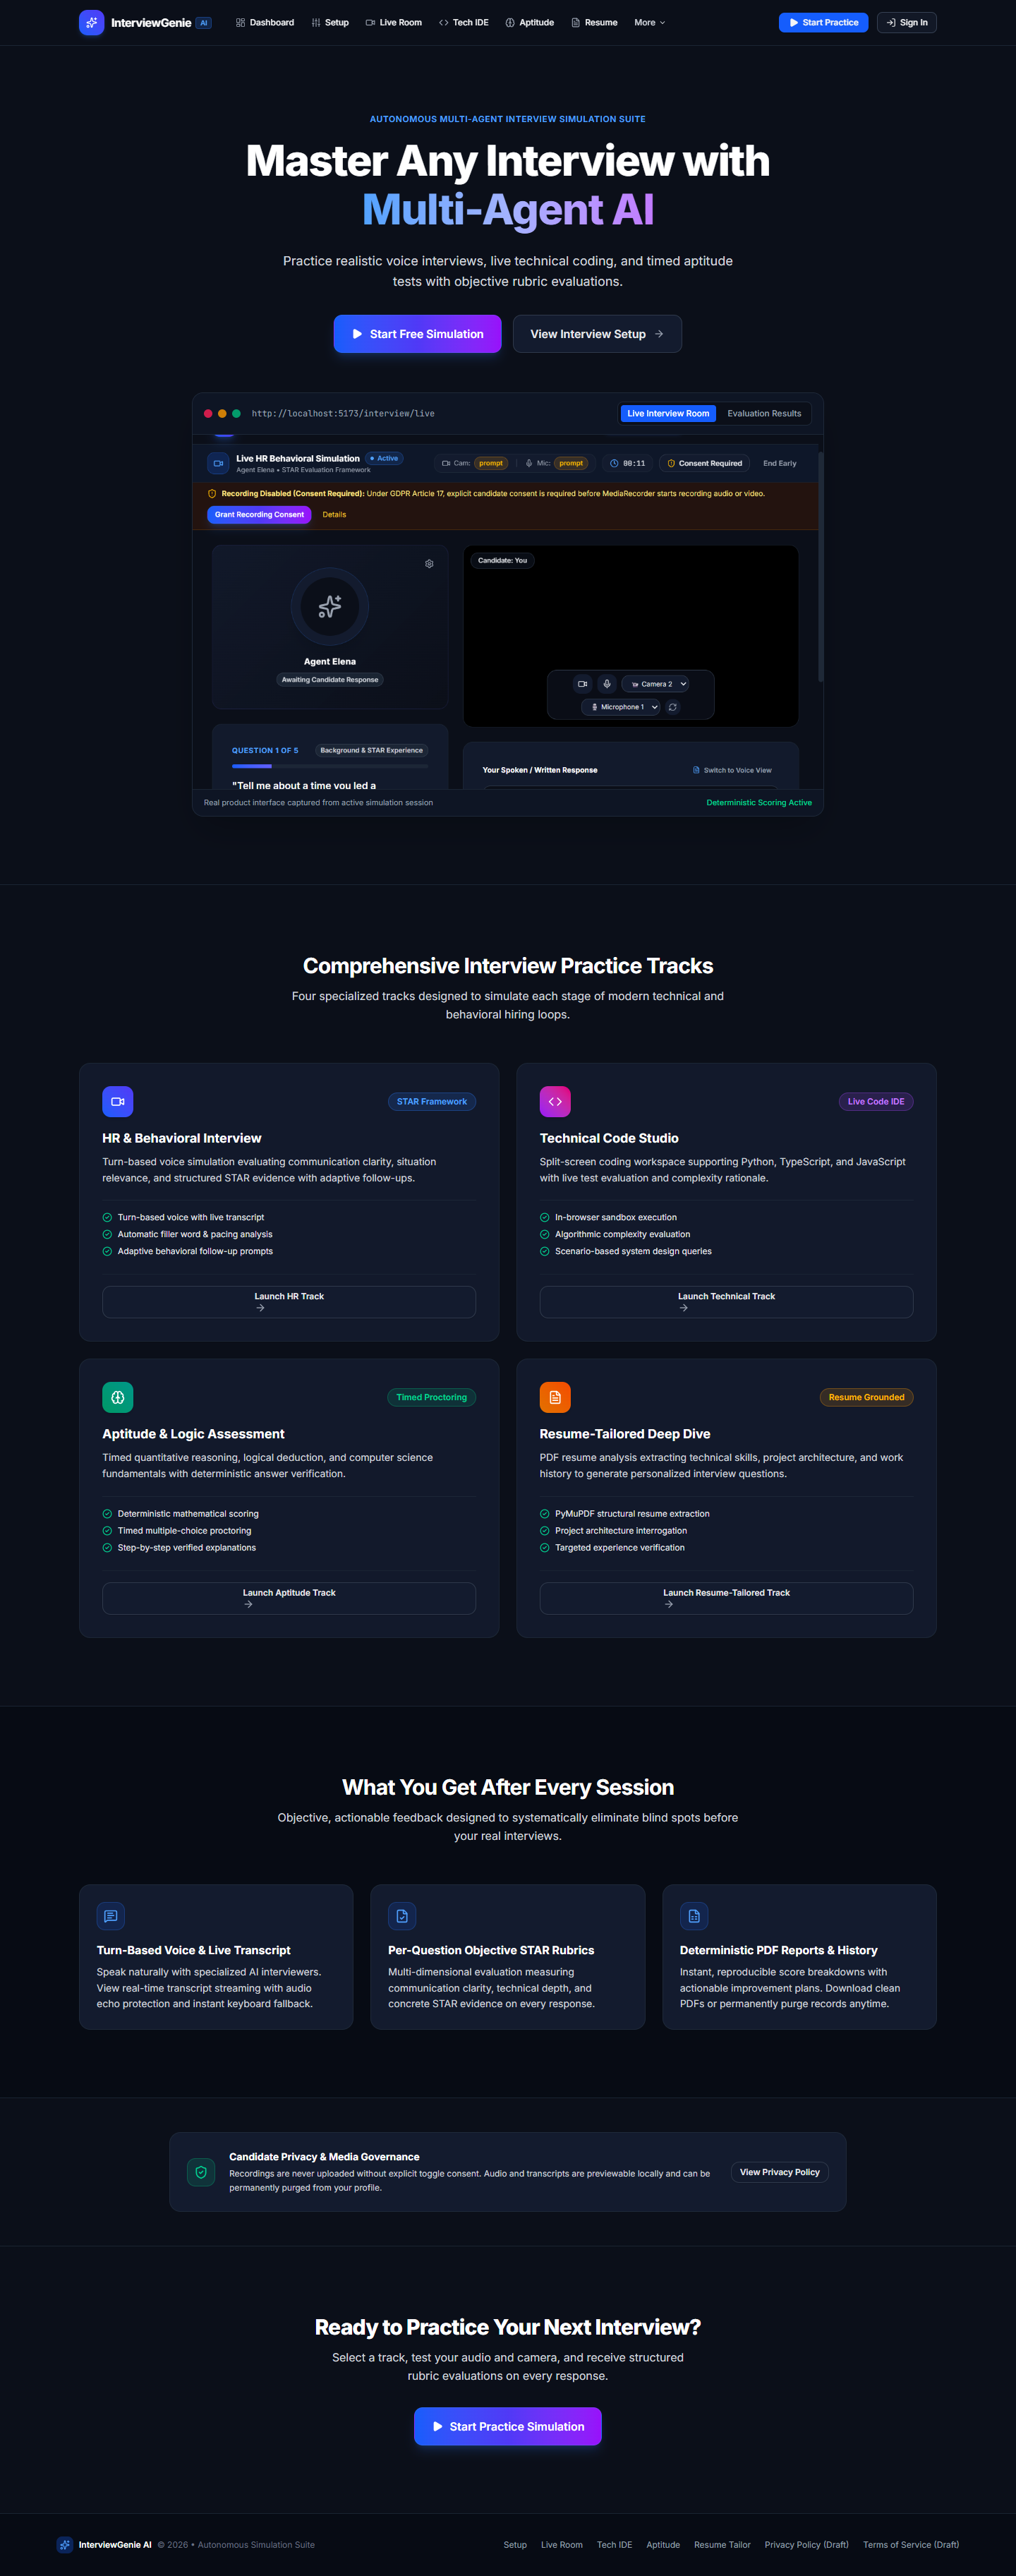 InterviewGenie AI
Dashboard
Setup
Live Room
Tech IDE
Aptitude
Resume
More
Start Practice
Sign In
AUTONOMOUS MULTI-AGENT INTERVIEW SIMULATION SUITE
Master Any Interview with
Multi-Agent AI
Practice realistic voice interviews, live technical coding, and timed aptitude
tests with objective rubric evaluations.
Start Free Simulation
View Interview Setup
http://localhost:5173/interview/live
Live Interview Room
Evaluation Results
Live HR Behavioral Simulation
Active
Agent Elena • STAR Evaluation Framework
Cam: prompt
Mic: prompt
00:11
Consent Required
End Early
Recording Disabled (Consent Required): Under GDPR Article 17, explicit candidate consent is required before MediaRecorder starts recording audio or video.
Grant Recording Consent
Details
Agent Elena
Awaiting Candidate Response
Candidate: You
Camera 2
Microphone 1
QUESTION 1 OF 5
Background & STAR Experience
"Tell me about a time you led a
Your Spoken / Written Response
Switch to Voice View
Real product interface captured from active simulation session
Deterministic Scoring Active
Comprehensive Interview Practice Tracks
Four specialized tracks designed to simulate each stage of modern technical and
behavioral hiring loops.
STAR Framework
HR & Behavioral Interview
Turn-based voice simulation evaluating communication clarity, situation
relevance, and structured STAR evidence with adaptive follow-ups.
Turn-based voice with live transcript
Automatic filler word & pacing analysis
Adaptive behavioral follow-up prompts
Launch HR Track
Live Code IDE
Technical Code Studio
Split-screen coding workspace supporting Python, TypeScript, and JavaScript
with live test evaluation and complexity rationale.
In-browser sandbox execution
Algorithmic complexity evaluation
Scenario-based system design queries
Launch Technical Track
Timed Proctoring
Aptitude & Logic Assessment
Timed quantitative reasoning, logical deduction, and computer science
fundamentals with deterministic answer verification.
Deterministic mathematical scoring
Timed multiple-choice proctoring
Step-by-step verified explanations
Launch Aptitude Track
Resume Grounded
Resume-Tailored Deep Dive
PDF resume analysis extracting technical skills, project architecture, and work
history to generate personalized interview questions.
PyMuPDF structural resume extraction
Project architecture interrogation
Targeted experience verification
Launch Resume-Tailored Track
What You Get After Every Session
Objective, actionable feedback designed to systematically eliminate blind spots before
your real interviews.
Turn-Based Voice & Live Transcript
Speak naturally with specialized AI interviewers.
View real-time transcript streaming with audio
echo protection and instant keyboard fallback.
Per-Question Objective STAR Rubrics
Multi-dimensional evaluation measuring
communication clarity, technical depth, and
concrete STAR evidence on every response.
Deterministic PDF Reports & History
Instant, reproducible score breakdowns with
actionable improvement plans. Download clean
PDFs or permanently purge records anytime.
Candidate Privacy & Media Governance
Recordings are never uploaded without explicit toggle consent. Audio and transcripts are previewable locally and can be
permanently purged from your profile.
View Privacy Policy
Ready to Practice Your Next Interview?
Select a track, test your audio and camera, and receive structured
rubric evaluations on every response.
Start Practice Simulation
InterviewGenie AI © 2026 • Autonomous Simulation Suite
Setup
Live Room
Tech IDE
Aptitude
Resume Tailor
Privacy Policy (Draft)
Terms of Service (Draft)